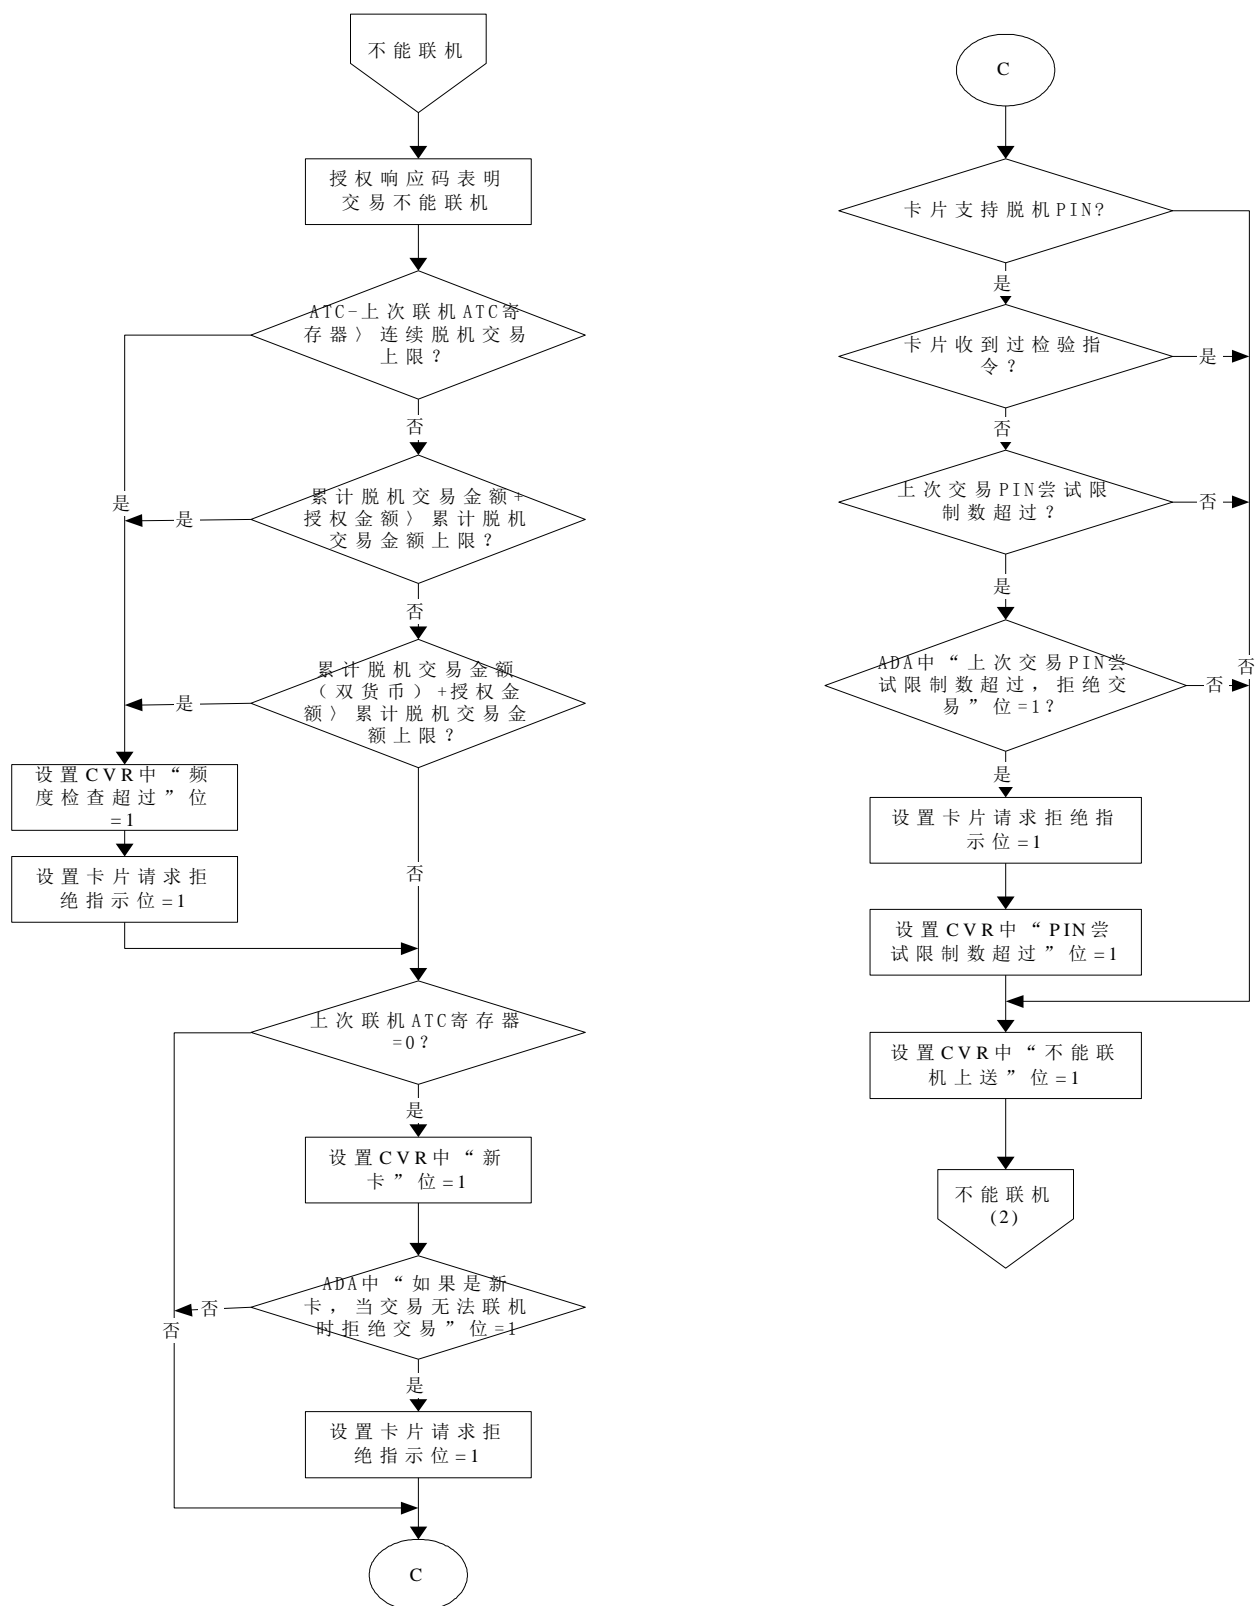 不能联机
授权响应码表明
交易不能联机
ATC-上次联机ATC寄
存器〉连续脱机交易
上限？
否
是
累计脱机交易金额+
授权金额〉累计脱机
交易金额上限？
是
否
累计脱机交易金额
（双货币）+授权金
额〉累计脱机交易金
额上限？
是
设置CVR中“频
度检查超过”位
=1
设置卡片请求拒
绝指示位=1
否
上次联机ATC寄存器
=0？
是
设置CVR中“新
卡”位=1
ADA中“如果是新
卡，当交易无法联机
时拒绝交易”位=1
否
否
是
设置卡片请求拒
绝指示位=1
C
C
卡片支持脱机PIN？
是
卡片收到过检验指
令？
是
否
上次交易PIN尝试限
制数超过？
否
是
ADA中“上次交易PIN尝
试限制数超过，拒绝交
易”位=1？
否
否
是
设置卡片请求拒绝指
示位=1
设置CVR中“PIN尝
试限制数超过”位=1
设置CVR中“不能联
机上送”位=1
不能联机
(2)